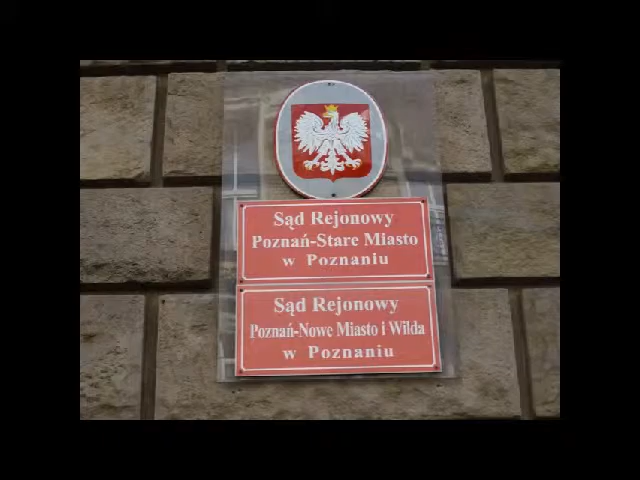 Sąd Rejonowy
Poznań-Stare Miasto
w Poznaniu
Sąd Rejonowy
Poznań-Nowe Miasto i Wilda
w Poznaniu